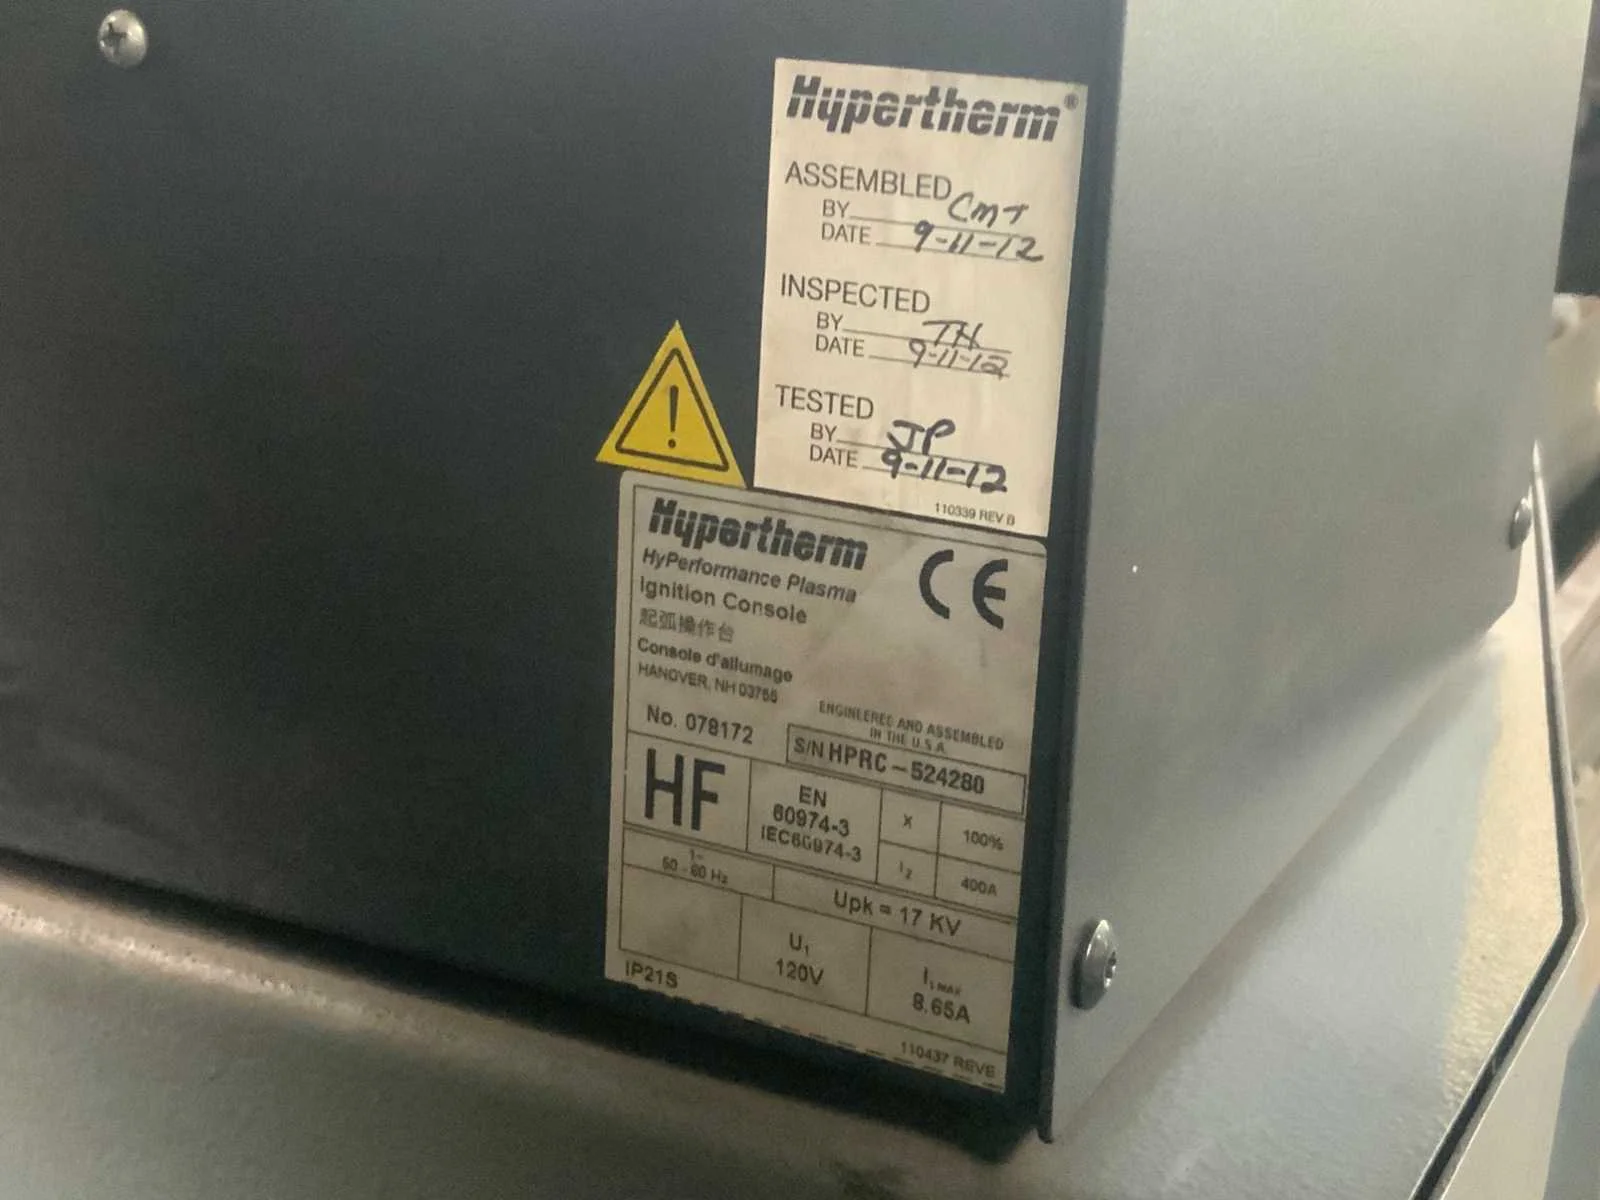 Hypertherm®
ASSEMBLED
BY CMT
DATE 9-11-12
INSPECTED
BY TH
DATE 9-11-12
TESTED
BY JP
DATE 9-11-12
110339 REV B
!
Hypertherm
CE
HyPerformance Plasma
Ignition Console
起弧操作台
Console d'allumage
HANOVER, NH 03755
ENGINEERED AND ASSEMBLED
IN THE U.S.A.
No. 078172
S/N HPRC-524280
HF
EN
60974-3
IEC60974-3
X
100%
I2
400A
1~
50 - 60 Hz
Upk = 17 KV
U1
120V
I1 MAX
8.65A
IP21S
110437 REVE